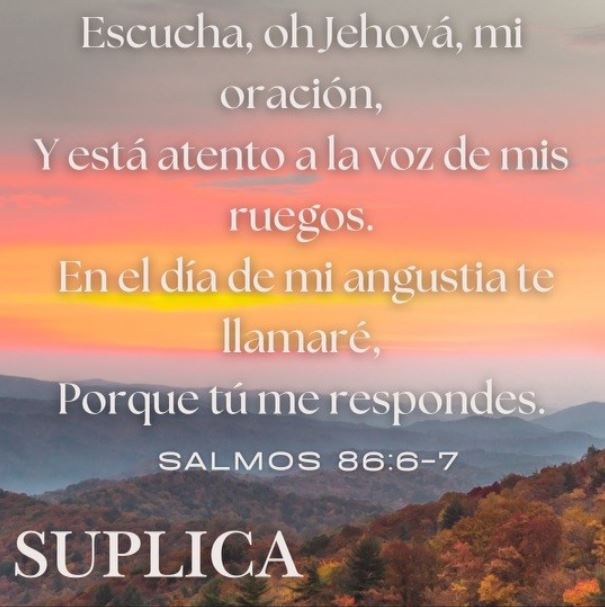 Escucha, oh Jehová, mi
oración,
Y está atento a la voz de mis
ruegos.
En el día de mi angustia te
llamaré,
Porque tú me respondes.
SALMOS 86:6-7
SUPLICA